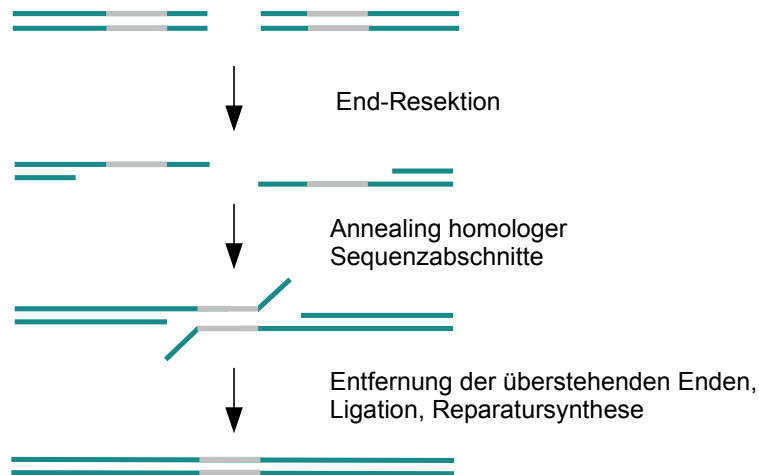 End-Resektion
Annealing homologer
Sequenzabschnitte
Entfernung der überstehenden Enden,
Ligation, Reparatursynthese